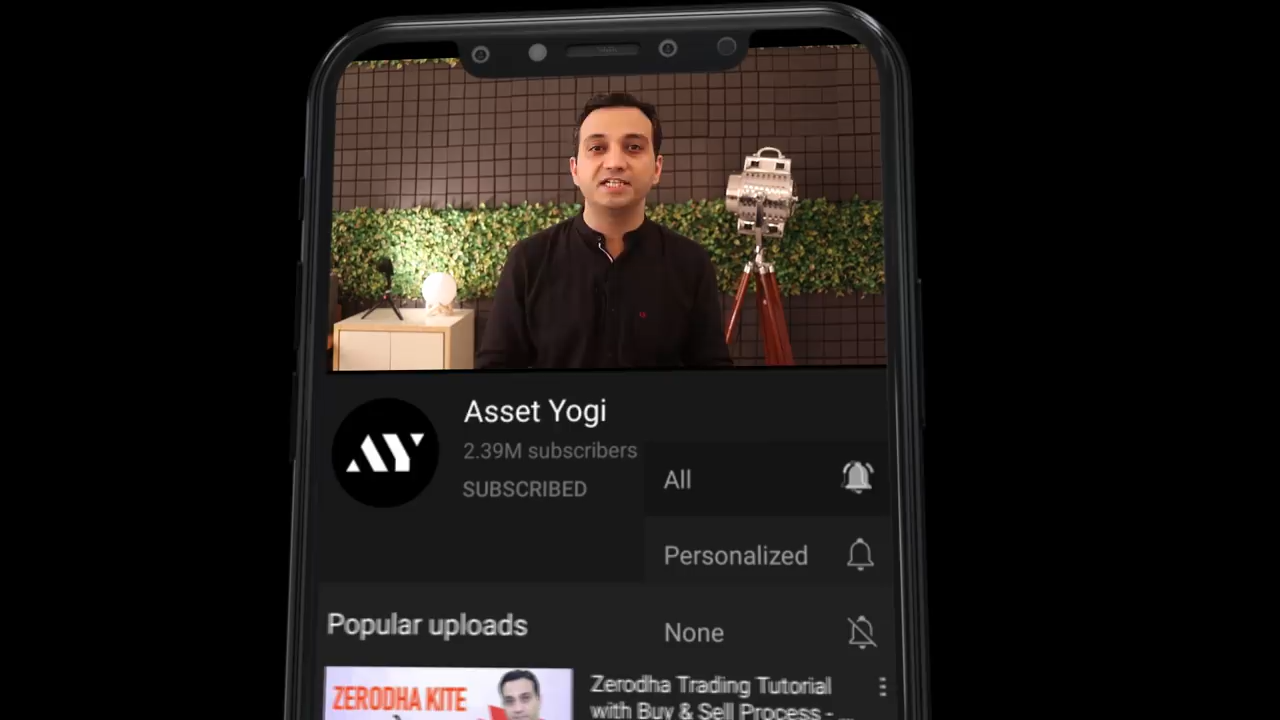 Asset Yogi
2.39M subscribers
SUBSCRIBED
All
Personalized
None
Popular uploads
AY
ZERODHA KITE
Zerodha Trading Tutorial
with Buy & Sell Process - ...